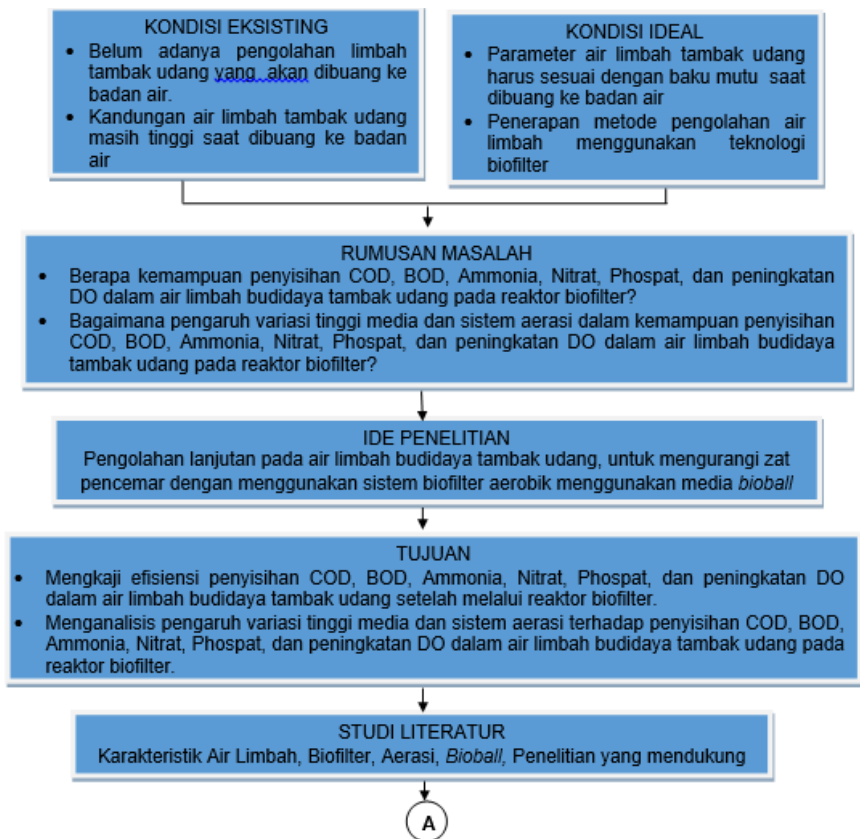 KONDISI EKSISTING
• Belum adanya pengolahan limbah
tambak udang yang akan dibuang ke
badan air.
• Kandungan air limbah tambak udang
masih tinggi saat dibuang ke badan
air
KONDISI IDEAL
• Parameter air limbah tambak udang
harus sesuai dengan baku mutu saat
dibuang ke badan air
• Penerapan metode pengolahan air
limbah menggunakan teknologi
biofilter
RUMUSAN MASALAH
• Berapa kemampuan penyisihan COD, BOD, Ammonia, Nitrat, Phospat, dan peningkatan
DO dalam air limbah budidaya tambak udang pada reaktor biofilter?
• Bagaimana pengaruh variasi tinggi media dan sistem aerasi dalam kemampuan penyisihan
COD, BOD, Ammonia, Nitrat, Phospat, dan peningkatan DO dalam air limbah budidaya
tambak udang pada reaktor biofilter?
IDE PENELITIAN
Pengolahan lanjutan pada air limbah budidaya tambak udang, untuk mengurangi zat
pencemar dengan menggunakan sistem biofilter aerobik menggunakan media bioball
TUJUAN
• Mengkaji efisiensi penyisihan COD, BOD, Ammonia, Nitrat, Phospat, dan peningkatan DO
dalam air limbah budidaya tambak udang setelah melalui reaktor biofilter.
• Menganalisis pengaruh variasi tinggi media dan sistem aerasi terhadap penyisihan COD, BOD,
Ammonia, Nitrat, Phospat, dan peningkatan DO dalam air limbah budidaya tambak udang pada
reaktor biofilter.
STUDI LITERATUR
Karakteristik Air Limbah, Biofilter, Aerasi, Bioball, Penelitian yang mendukung
A